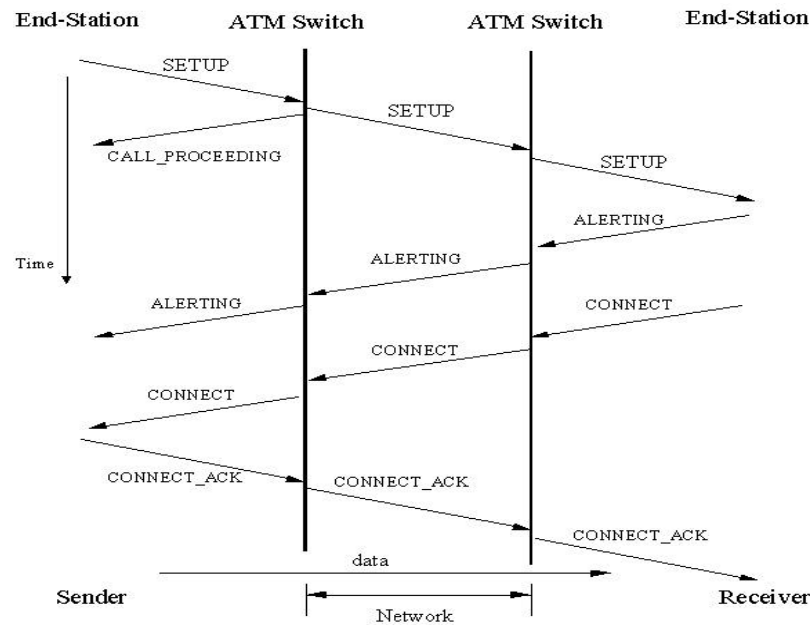 End-Station
ATM Switch
ATM Switch
End-Station
SETUP
SETUP
CALL_PROCEEDING
SETUP
ALERTING
Time
ALERTING
ALERTING
CONNECT
CONNECT
CONNECT
CONNECT_ACK
CONNECT_ACK
CONNECT_ACK
data
Sender
Receiver
Network